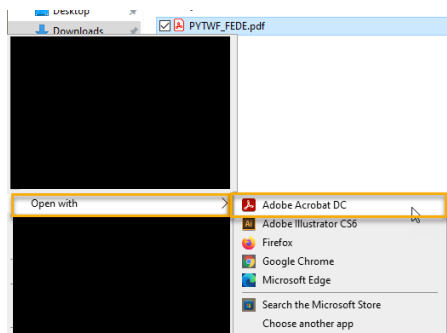 Desktop
Downloads
PYTWF_FEDE.pdf
Open with
Adobe Acrobat DC
Ai Adobe Illustrator CS6
Firefox
Google Chrome
Microsoft Edge
Search the Microsoft Store
Choose another app